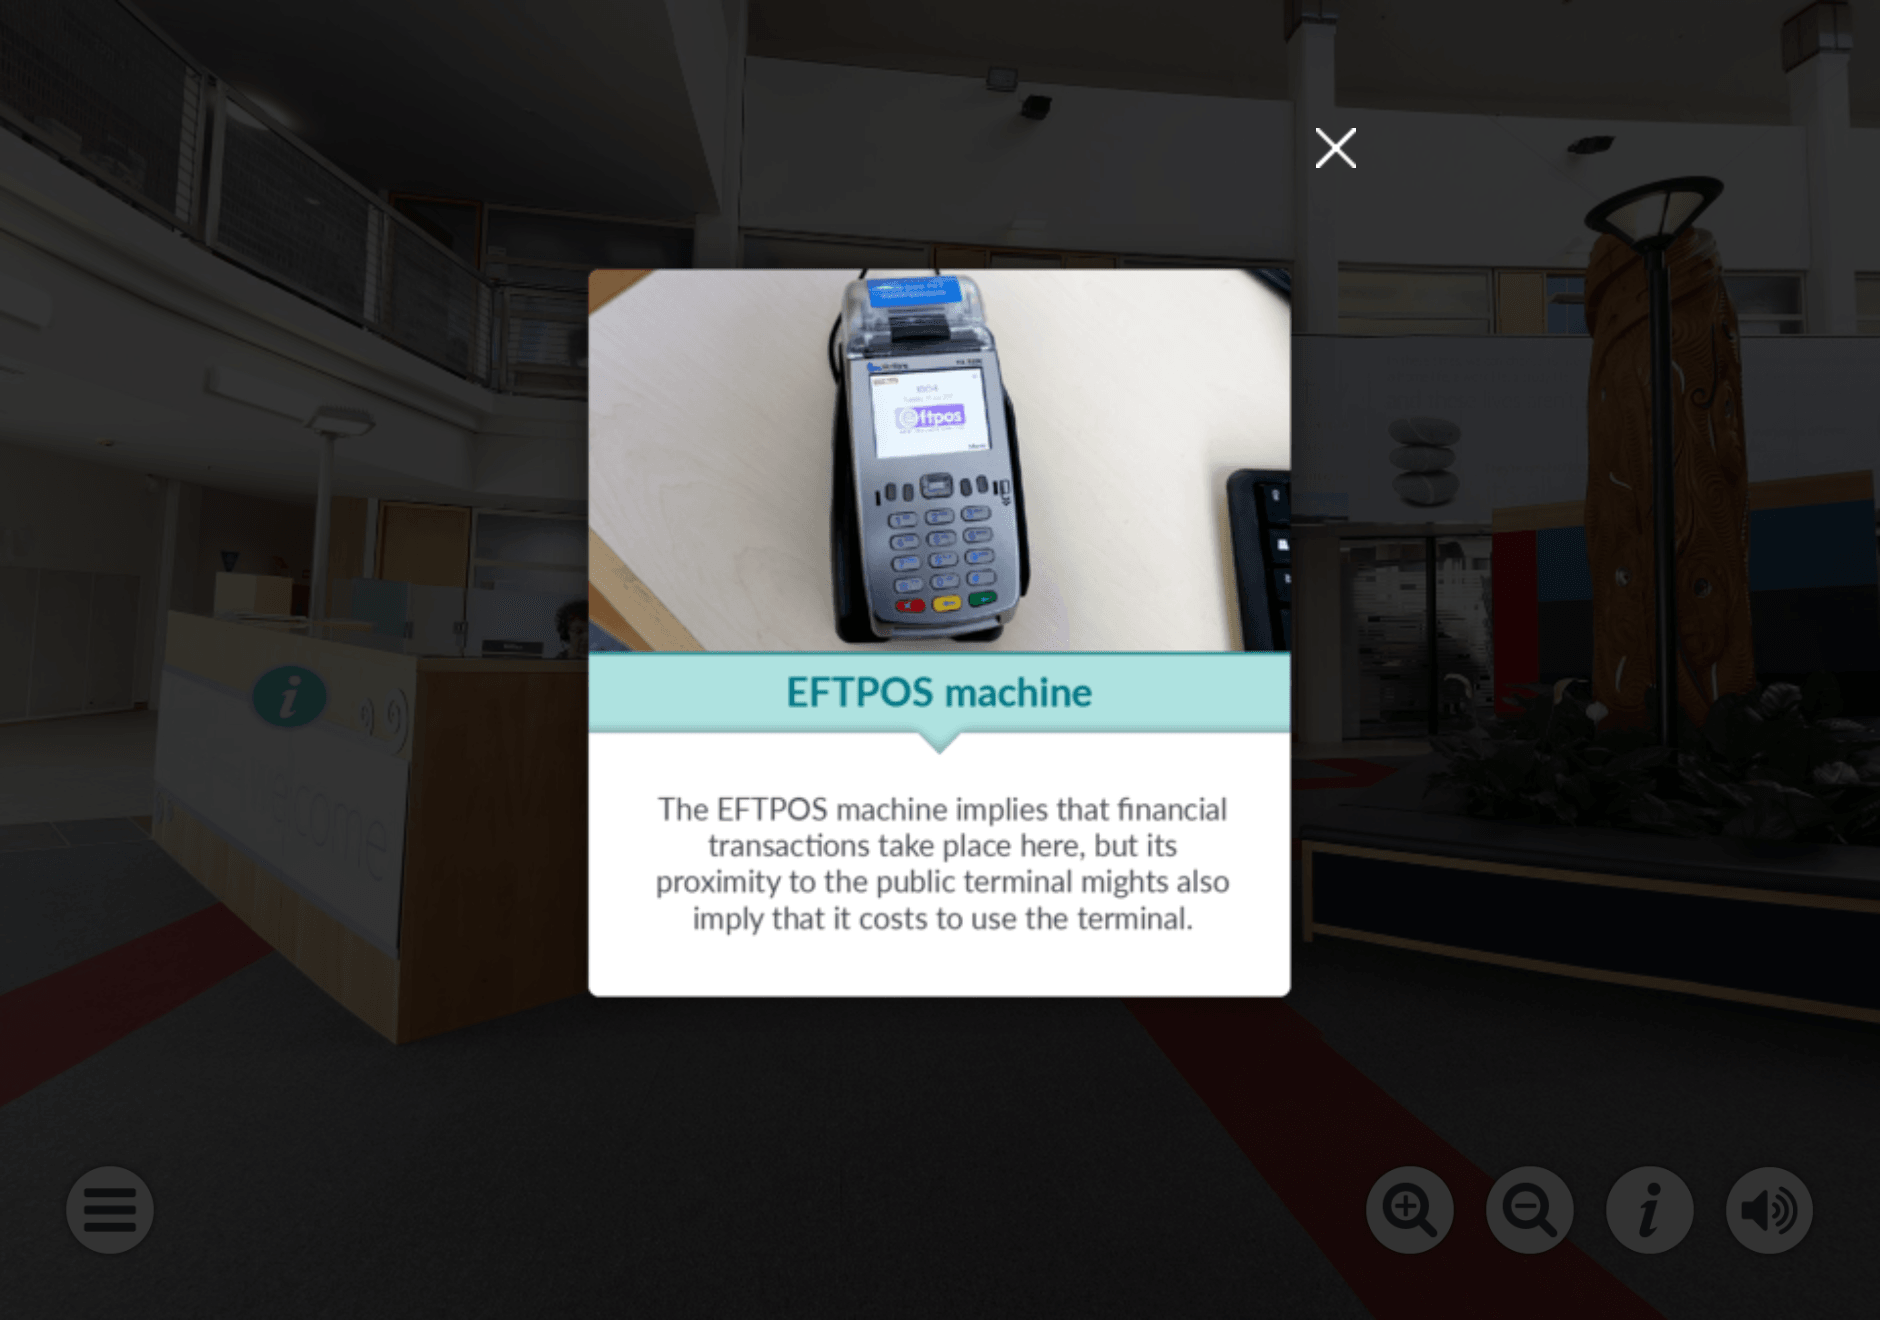 eftpos
EFTPOS machine
The EFTPOS machine implies that financial
transactions take place here, but its
proximity to the public terminal mights also
imply that it costs to use the terminal.
i
welcome
i